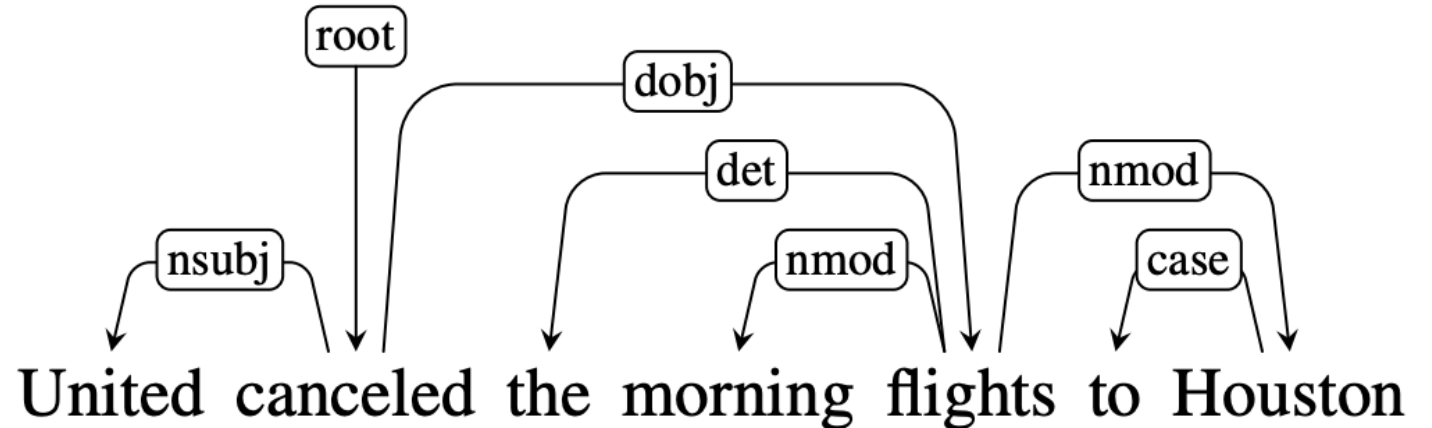 root
dobj
det nmod
nsubj nmod case
United canceled the morning flights to Houston